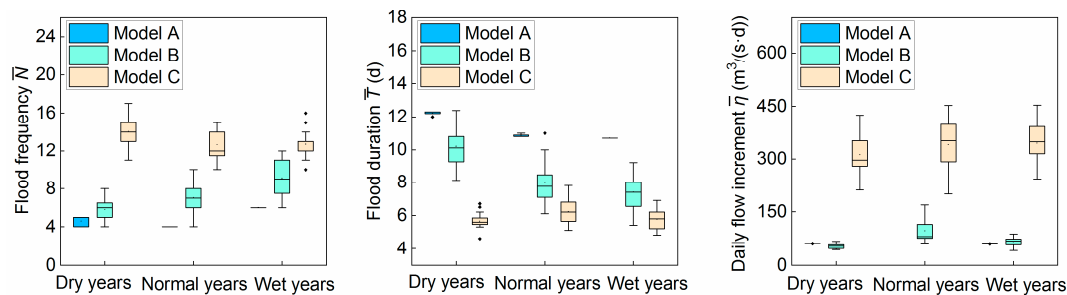 Flood frequency N̅
24
20
16
12
8
4
0
Model A
Model B
Model C
Dry years Normal years Wet years
Flood duration T̅ (d)
18
16
14
12
10
8
6
4
Model A
Model B
Model C
Dry years Normal years Wet years
Daily flow increment η̅ (m³/(s·d))
600
450
300
150
0
Model A
Model B
Model C
Dry years Normal years Wet years